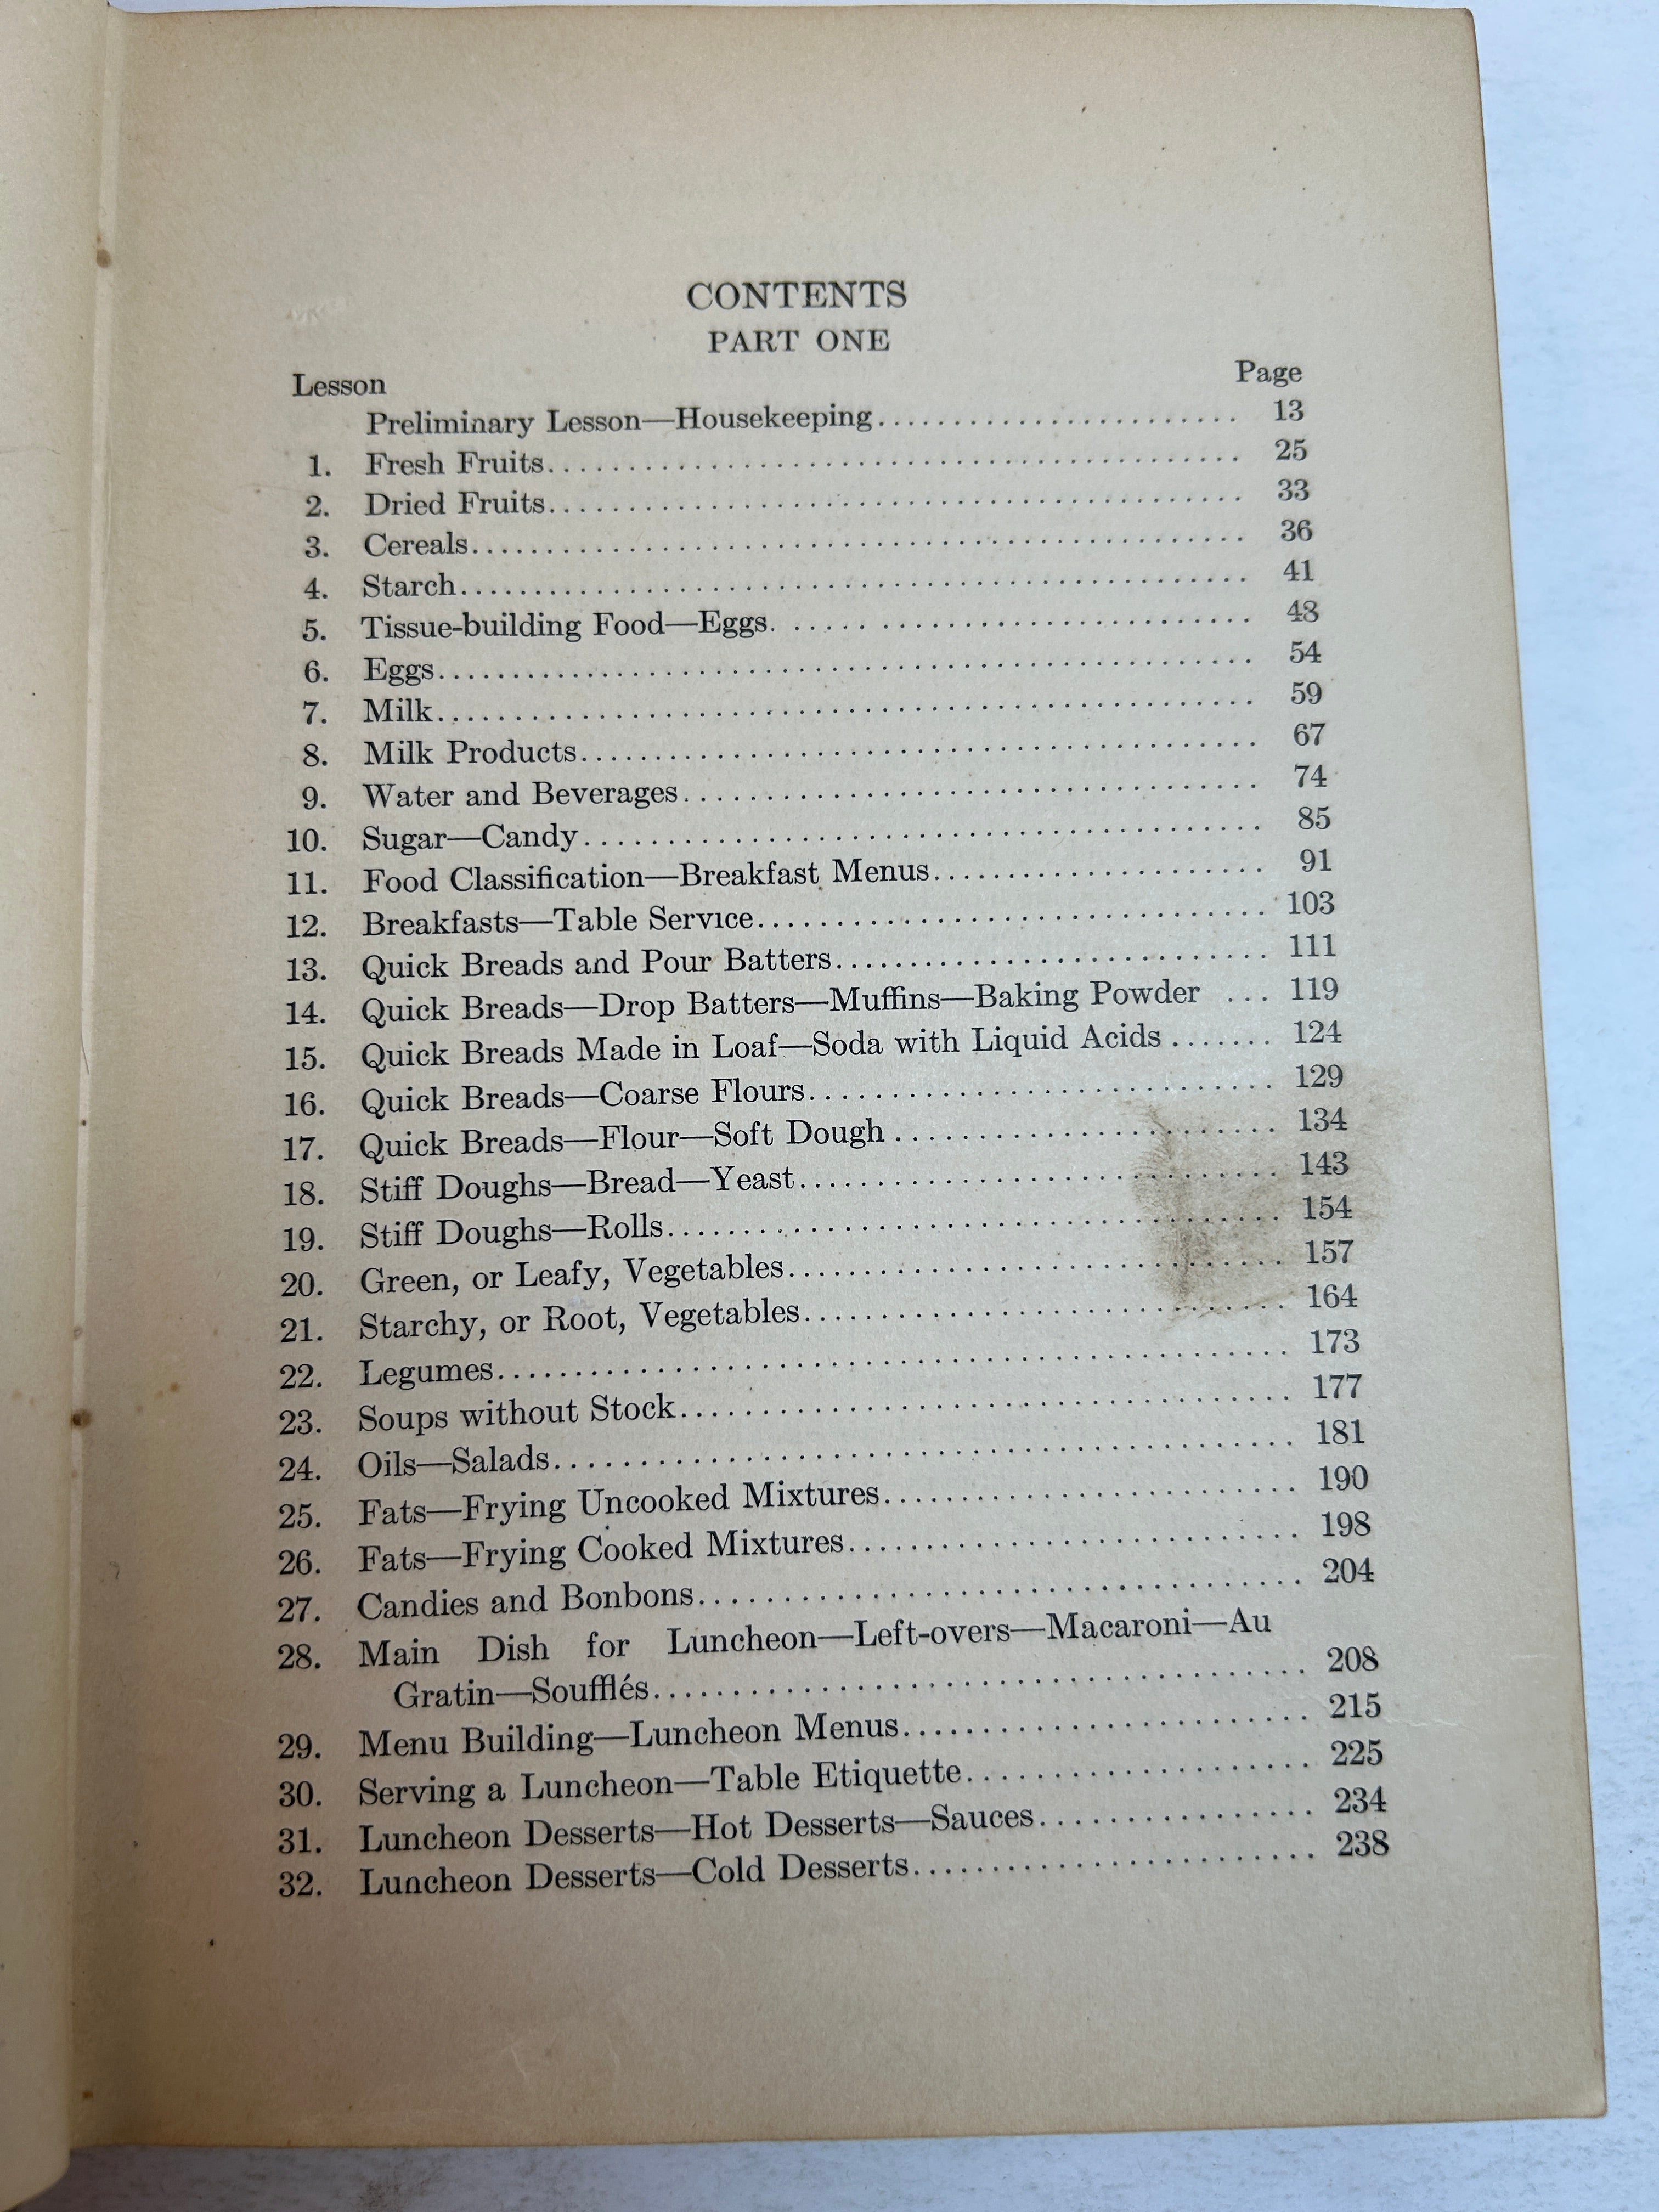 CONTENTS
PART ONE
Lesson Page
Preliminary Lesson—Housekeeping........................ 13
1. Fresh Fruits............................................. 25
2. Dried Fruits............................................. 33
3. Cereals.................................................. 36
4. Starch................................................... 41
5. Tissue-building Food—Eggs. .............................. 48
6. Eggs..................................................... 54
7. Milk..................................................... 59
8. Milk Products............................................ 67
9. Water and Beverages...................................... 74
10. Sugar—Candy............................................. 85
11. Food Classification—Breakfast Menus..................... 91
12. Breakfasts—Table Service................................ 103
13. Quick Breads and Pour Batters........................... 111
14. Quick Breads—Drop Batters—Muffins—Baking Powder ... 119
15. Quick Breads Made in Loaf—Soda with Liquid Acids ....... 124
16. Quick Breads—Coarse Flours.............................. 129
17. Quick Breads—Flour—Soft Dough .......................... 134
18. Stiff Doughs—Bread—Yeast................................ 143
19. Stiff Doughs—Rolls...................................... 154
20. Green, or Leafy, Vegetables............................. 157
21. Starchy, or Root, Vegetables............................ 164
22. Legumes................................................. 173
23. Soups without Stock..................................... 177
24. Oils—Salads............................................. 181
25. Fats—Frying Uncooked Mixtures........................... 190
26. Fats—Frying Cooked Mixtures............................. 198
27. Candies and Bonbons..................................... 204
28. Main Dish for Luncheon—Left-overs—Macaroni—Au
Gratin—Soufflés............................................. 208
29. Menu Building—Luncheon Menus............................ 215
30. Serving a Luncheon—Table Etiquette...................... 225
31. Luncheon Desserts—Hot Desserts—Sauces................... 234
32. Luncheon Desserts—Cold Desserts......................... 238